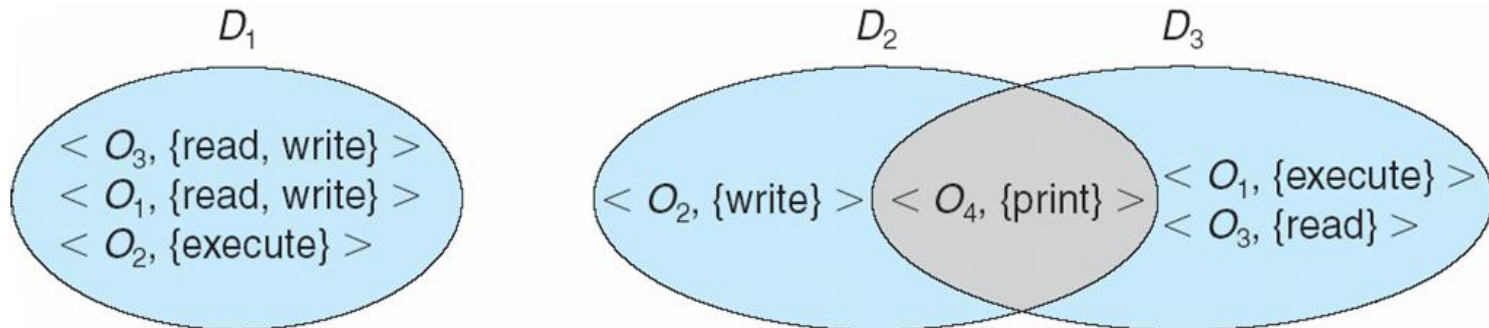 D₁
D₂
D₃
< O₃, {read, write} >
< O₁, {read, write} >
< O₂, {execute} >
< O₂, {write} >
< O₄, {print} >
< O₁, {execute} >
< O₃, {read} >